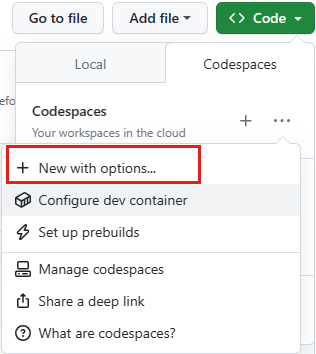 Go to file
Add file
Code
Local
Codespaces
Codespaces
Your workspaces in the cloud
New with options...
Configure dev container
Set up prebuilds
Manage codespaces
Share a deep link
What are codespaces?